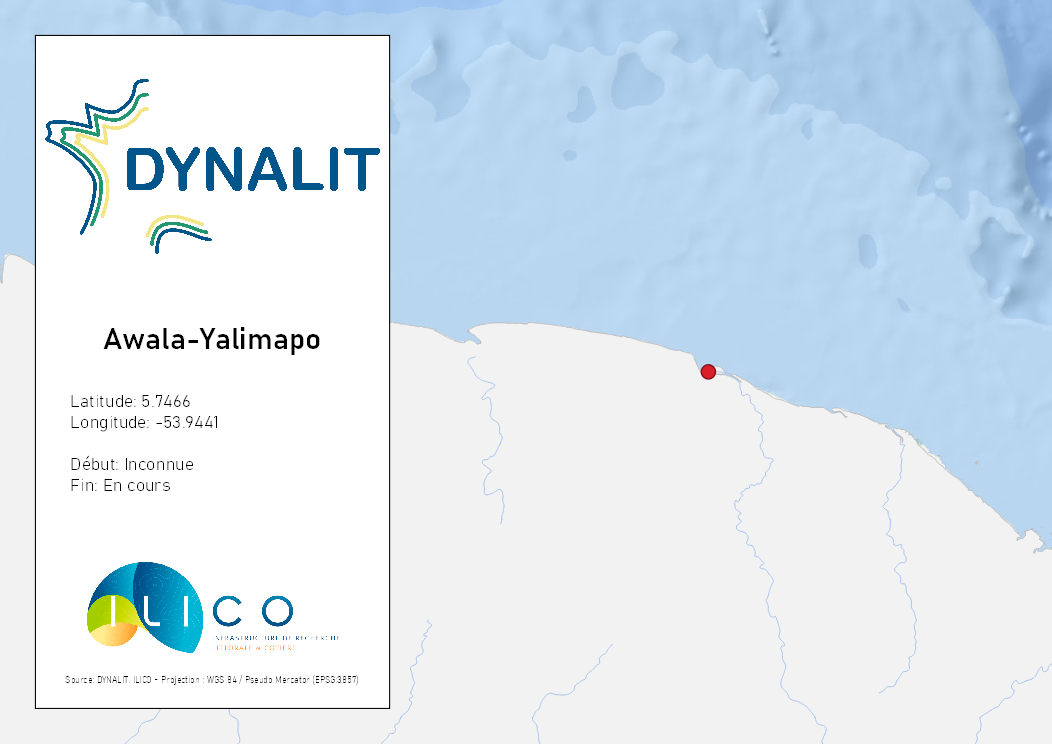 DYNALIT
Awala-Yalimapo
Latitude: 5.7466
Longitude: -53.9441
Début: Inconnue
Fin: En cours
ILICO
INFRASTRUCTURE DE RECHERCHE
LITTORALE & COTIERE
Source: DYNALIT, ILICO - Projection : WGS 84 / Pseudo Mercator (EPSG:3857)